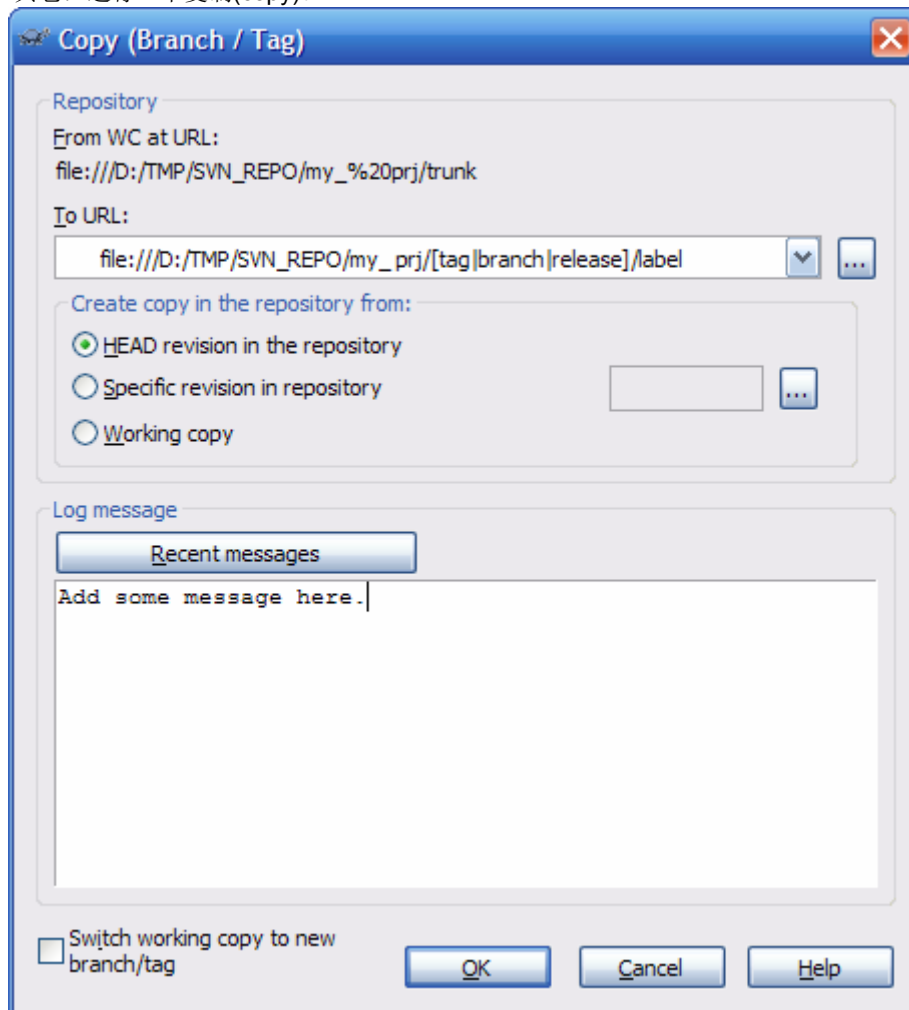 Copy (Branch / Tag)
Repository
From WC at URL:
file:///D:/TMP/SVN_REPO/my_%20prj/trunk
To URL:
file:///D:/TMP/SVN_REPO/my_ prj/[tag|branch|release]/label
...
Create copy in the repository from:
HEAD revision in the repository
Specific revision in repository
...
Working copy
Log message
Recent messages
Add some message here.
Switch working copy to new
branch/tag
OK
Cancel
Help